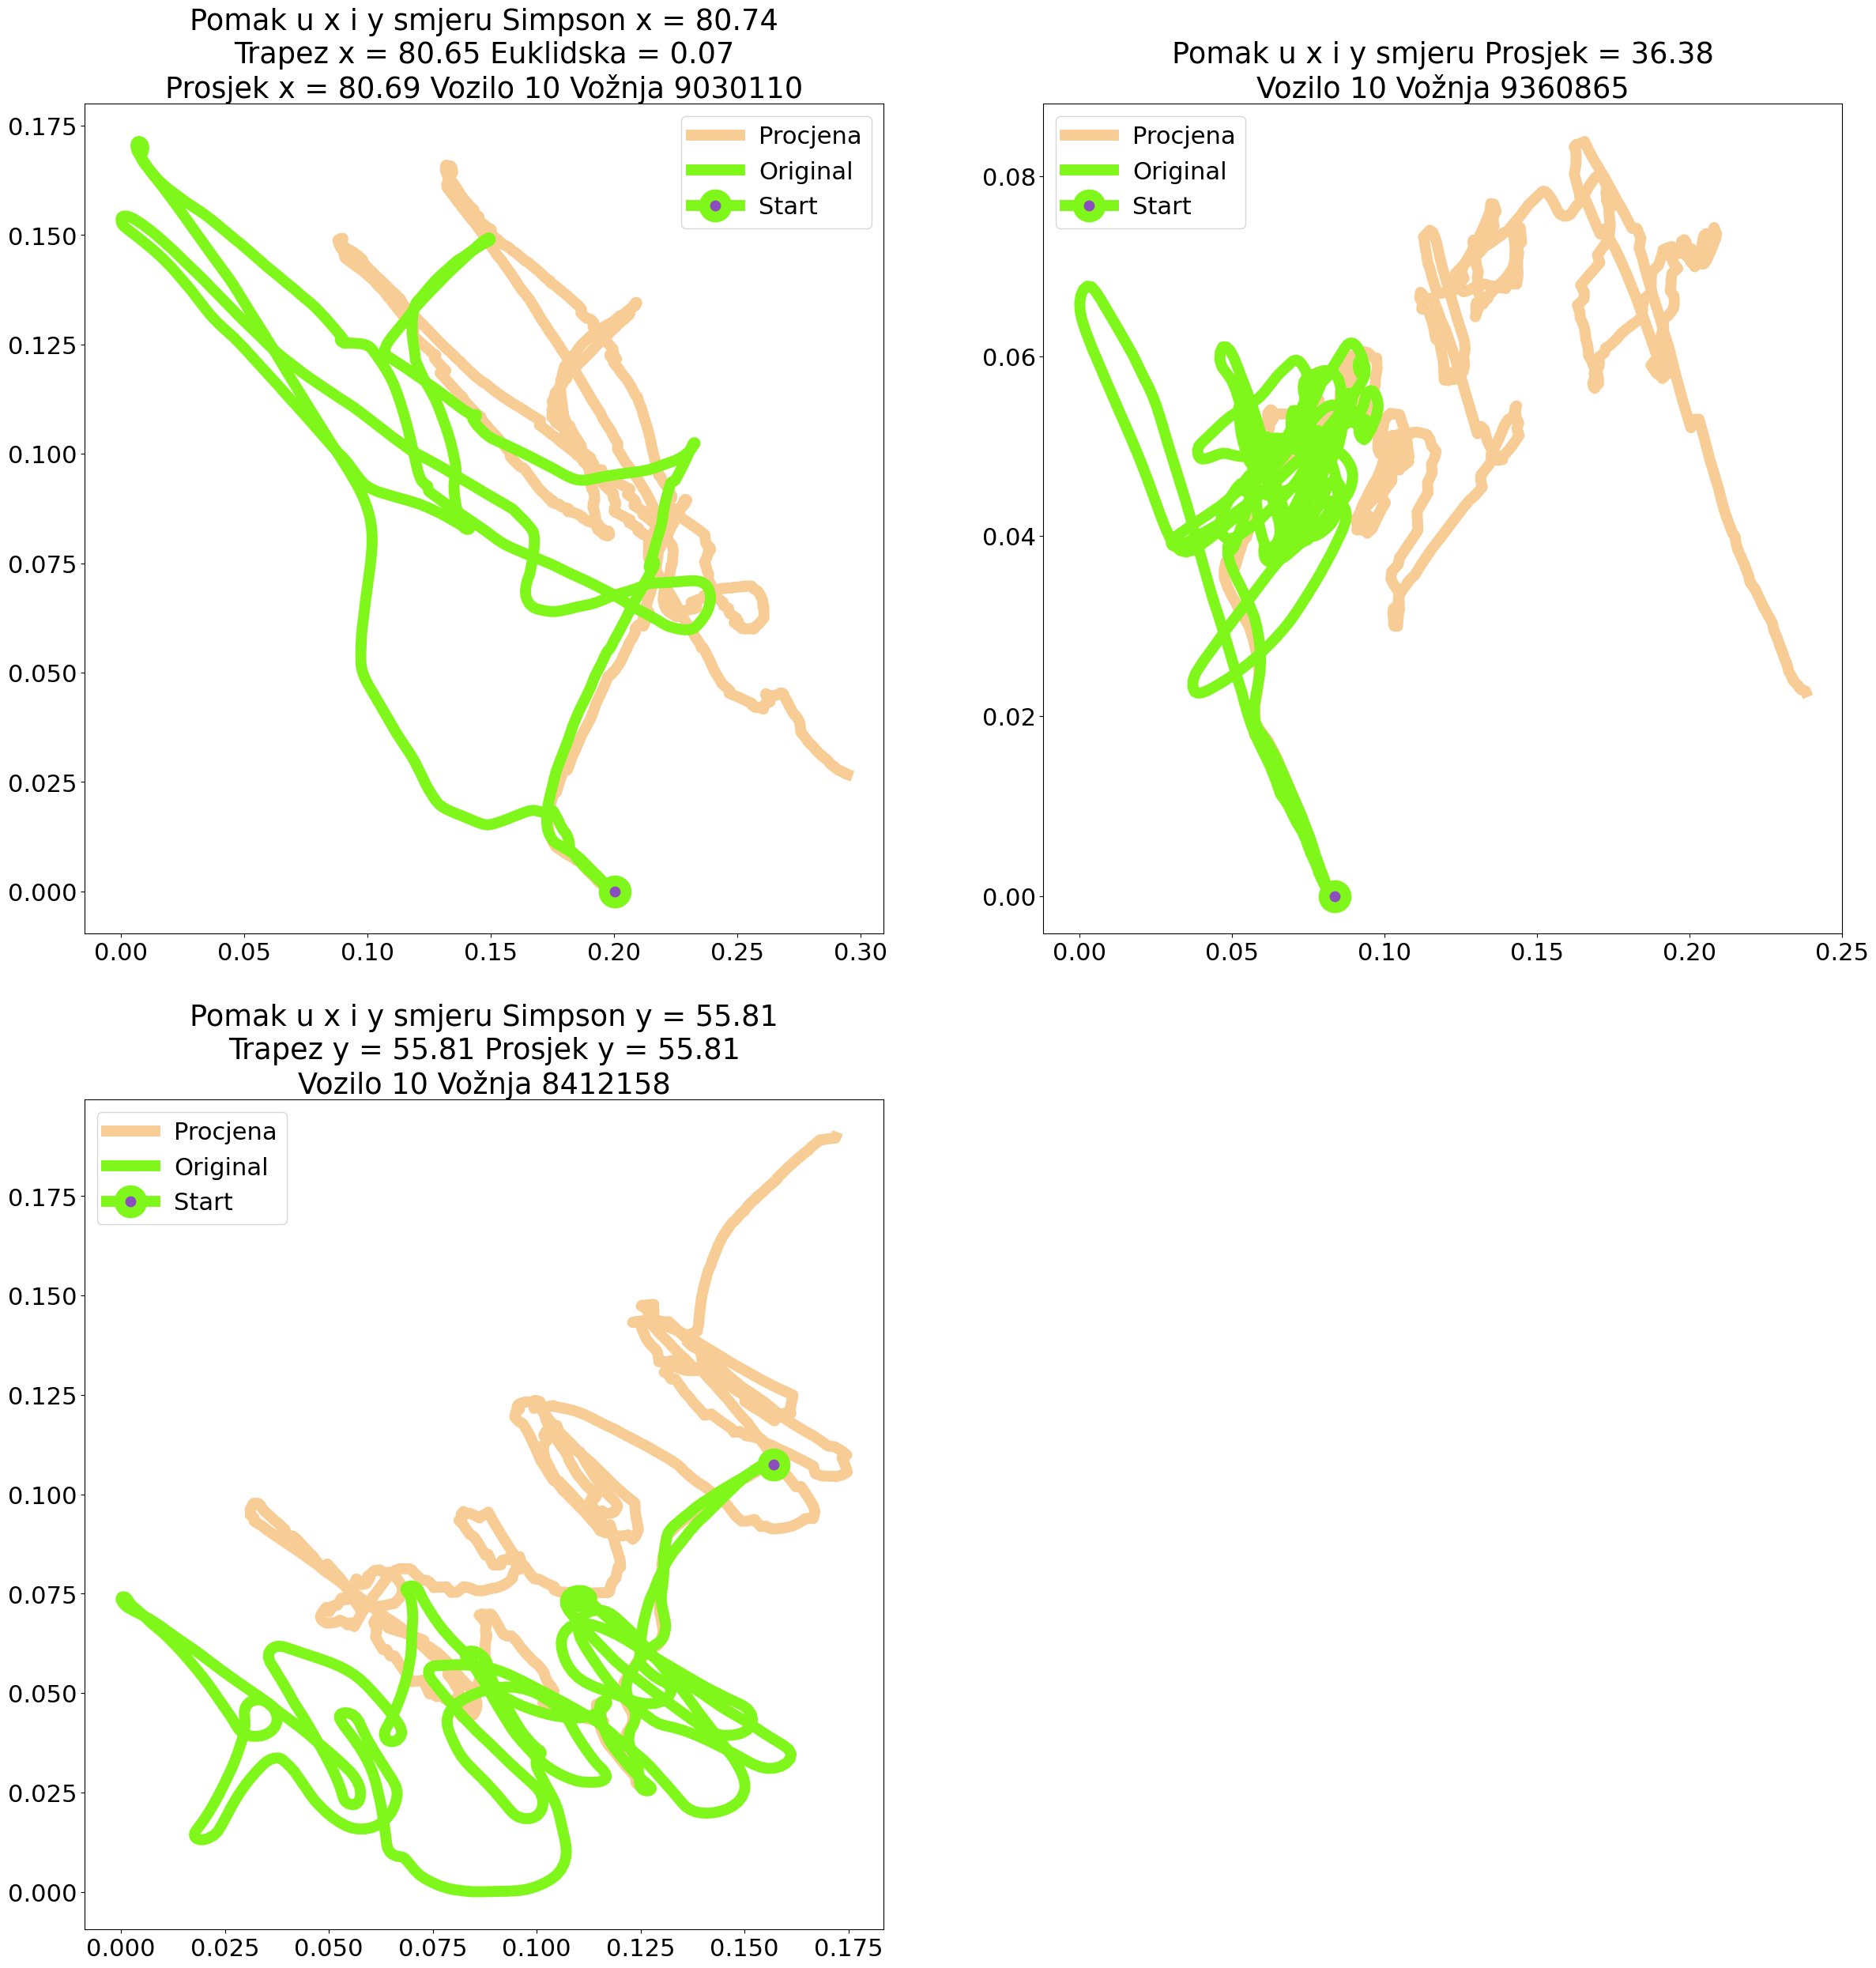 Pomak u x i y smjeru Simpson x = 80.74
Trapez x = 80.65 Euklidska = 0.07
Prosjek x = 80.69 Vozilo 10 Vožnja 9030110
Procjena
Original
Start
0.175
0.150
0.125
0.100
0.075
0.050
0.025
0.000
0.00 0.05 0.10 0.15 0.20 0.25 0.30
Pomak u x i y smjeru Prosjek = 36.38
Vozilo 10 Vožnja 9360865
Procjena
Original
Start
0.08
0.06
0.04
0.02
0.00
0.00 0.05 0.10 0.15 0.20 0.25
Pomak u x i y smjeru Simpson y = 55.81
Trapez y = 55.81 Prosjek y = 55.81
Vozilo 10 Vožnja 8412158
Procjena
Original
Start
0.175
0.150
0.125
0.100
0.075
0.050
0.025
0.000
0.000 0.025 0.050 0.075 0.100 0.125 0.150 0.175